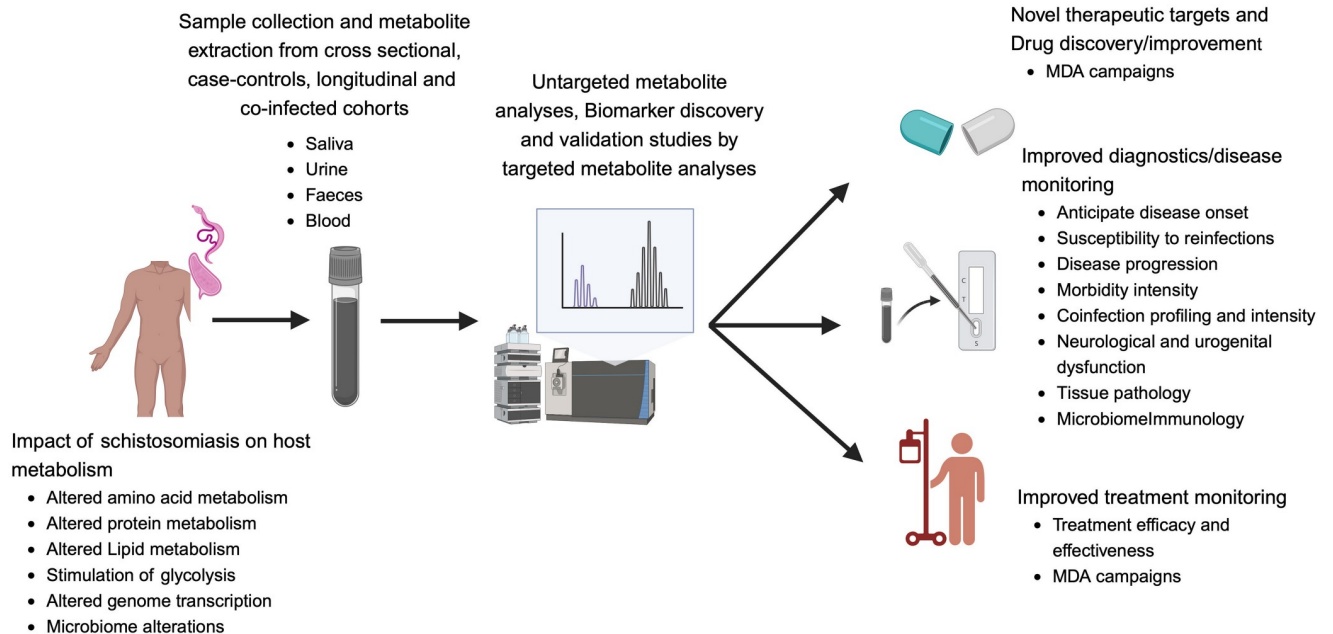 Sample collection and metabolite
extraction from cross sectional,
case-controls, longitudinal and
co-infected cohorts
• Saliva
• Urine
• Faeces
• Blood
Impact of schistosomiasis on host
metabolism
• Altered amino acid metabolism
• Altered protein metabolism
• Altered Lipid metabolism
• Stimulation of glycolysis
• Altered genome transcription
• Microbiome alterations
Untargeted metabolite
analyses, Biomarker discovery
and validation studies by
targeted metabolite analyses
Novel therapeutic targets and
Drug discovery/improvement
• MDA campaigns
Improved diagnostics/disease
monitoring
• Anticipate disease onset
• Susceptibility to reinfections
• Disease progression
• Morbidity intensity
• Coinfection profiling and intensity
• Neurological and urogenital
dysfunction
• Tissue pathology
• MicrobiomeImmunology
C
T
S
Improved treatment monitoring
• Treatment efficacy and
effectiveness
• MDA campaigns